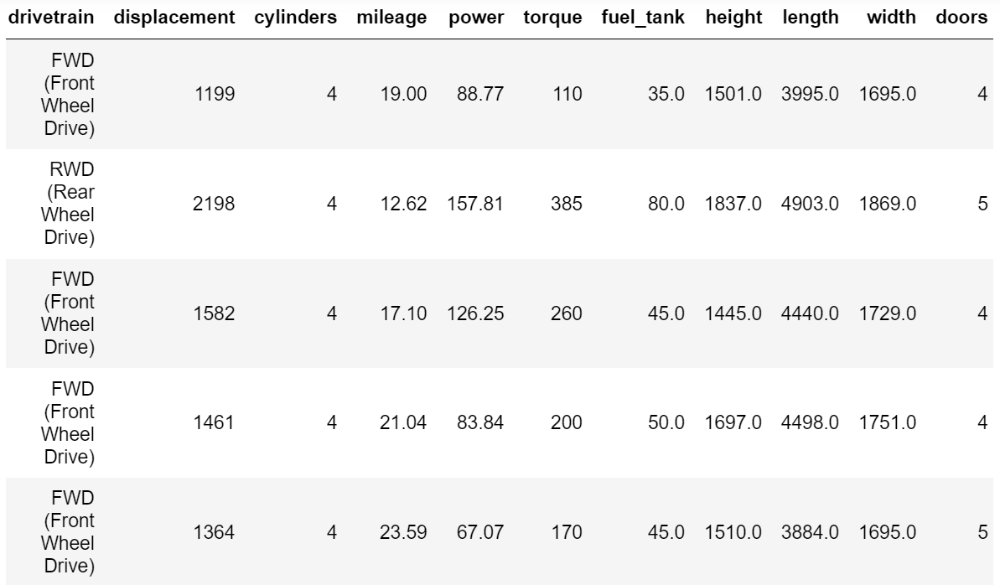 drivetrain displacement cylinders mileage power torque fuel_tank height length width doors
FWD
(Front
Wheel
Drive) 1199 4 19.00 88.77 110 35.0 1501.0 3995.0 1695.0 4
RWD
(Rear
Wheel
Drive) 2198 4 12.62 157.81 385 80.0 1837.0 4903.0 1869.0 5
FWD
(Front
Wheel
Drive) 1582 4 17.10 126.25 260 45.0 1445.0 4440.0 1729.0 4
FWD
(Front
Wheel
Drive) 1461 4 21.04 83.84 200 50.0 1697.0 4498.0 1751.0 4
FWD
(Front
Wheel
Drive) 1364 4 23.59 67.07 170 45.0 1510.0 3884.0 1695.0 5